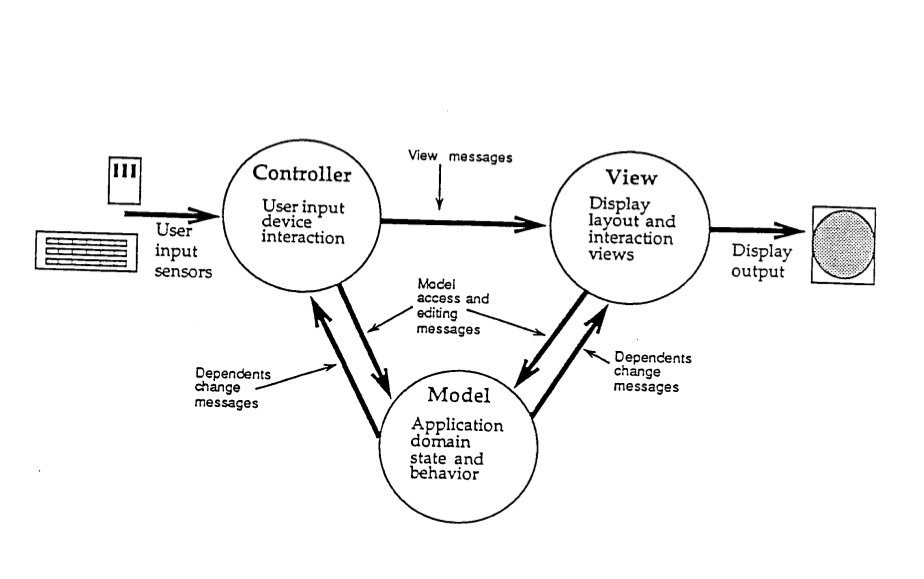 View messages
Controller
User input
device
interaction
View
Display
layout and
interaction
views
User
input
sensors
Display
output
Model
access and
editing
messages
Dependents
change
messages
Dependents
change
messages
Model
Application
domain
state and
behavior